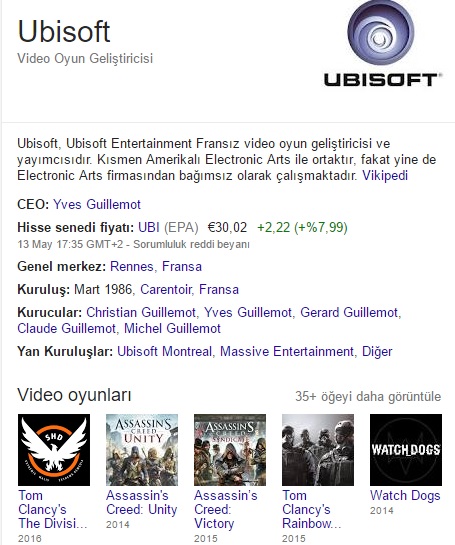 Ubisoft
Video Oyun Geliştiricisi
UBISOFT
Ubisoft, Ubisoft Entertainment Fransız video oyun geliştiricisi ve
yayımcısıdır. Kısmen Amerikalı Electronic Arts ile ortaktır, fakat yine de
Electronic Arts firmasından bağımsız olarak çalışmaktadır. Vikipedi
CEO: Yves Guillemot
Hisse senedi fiyatı: UBI (EPA) €30,02 +2,22 (+%7,99)
13 May 17:35 GMT+2 - Sorumluluk reddi beyanı
Genel merkez: Rennes, Fransa
Kuruluş: Mart 1986, Carentoir, Fransa
Kurucular: Christian Guillemot, Yves Guillemot, Gerard Guillemot,
Claude Guillemot, Michel Guillemot
Yan Kuruluşlar: Ubisoft Montreal, Massive Entertainment, Diğer
Video oyunları
35+ öğeyi daha görüntüle
SHD
ASSASSIN'S
CREED
UNITY
ASSASSIN'S
CREED
SYNDICATE
WATCH DOGS
Tom
Clancy's
The Divisi...
2016
Assassin's
Creed: Unity
2014
Assassin's
Creed:
Victory
2015
Tom
Clancy's
Rainbow...
2015
Watch Dogs
2014